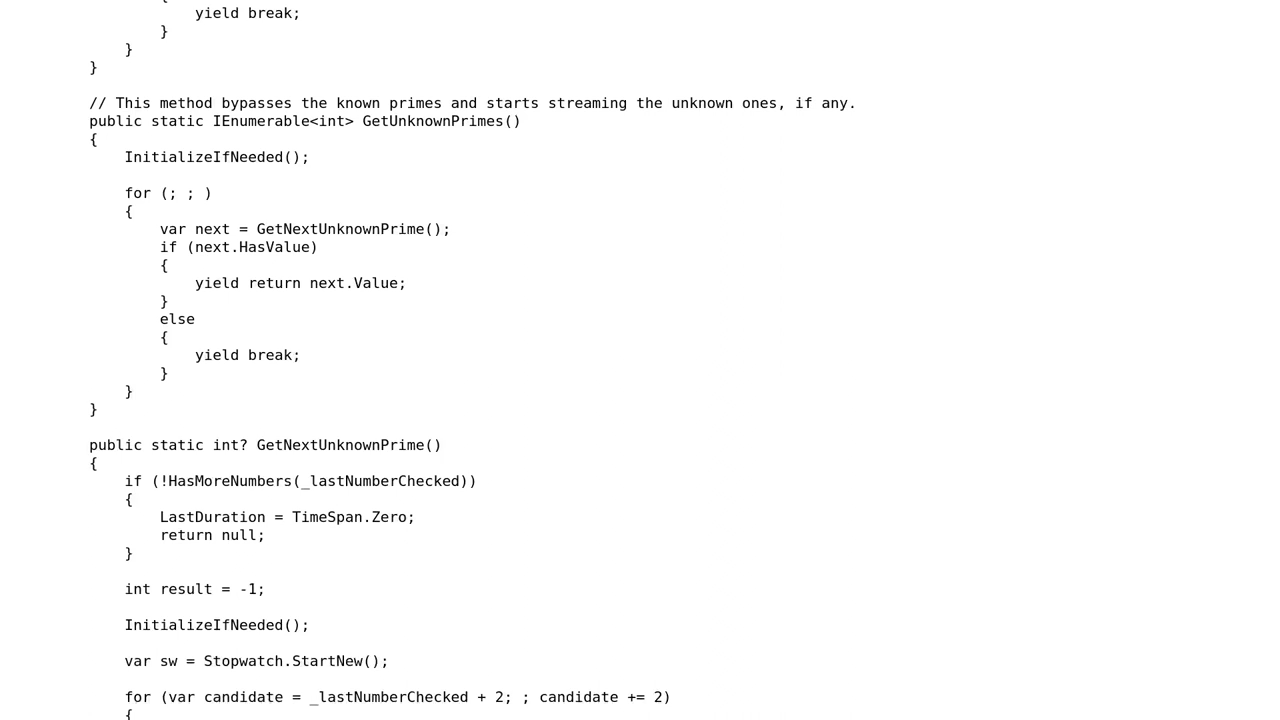 {
yield break;
}
}
}
// This method bypasses the known primes and starts streaming the unknown ones, if any.
public static IEnumerable<int> GetUnknownPrimes()
{
InitializeIfNeeded();
for (; ; )
{
var next = GetNextUnknownPrime();
if (next.HasValue)
{
yield return next.Value;
}
else
{
yield break;
}
}
}
public static int? GetNextUnknownPrime()
{
if (!HasMoreNumbers(_lastNumberChecked))
{
LastDuration = TimeSpan.Zero;
return null;
}
int result = -1;
InitializeIfNeeded();
var sw = Stopwatch.StartNew();
for (var candidate = _lastNumberChecked + 2; ; candidate += 2)
{